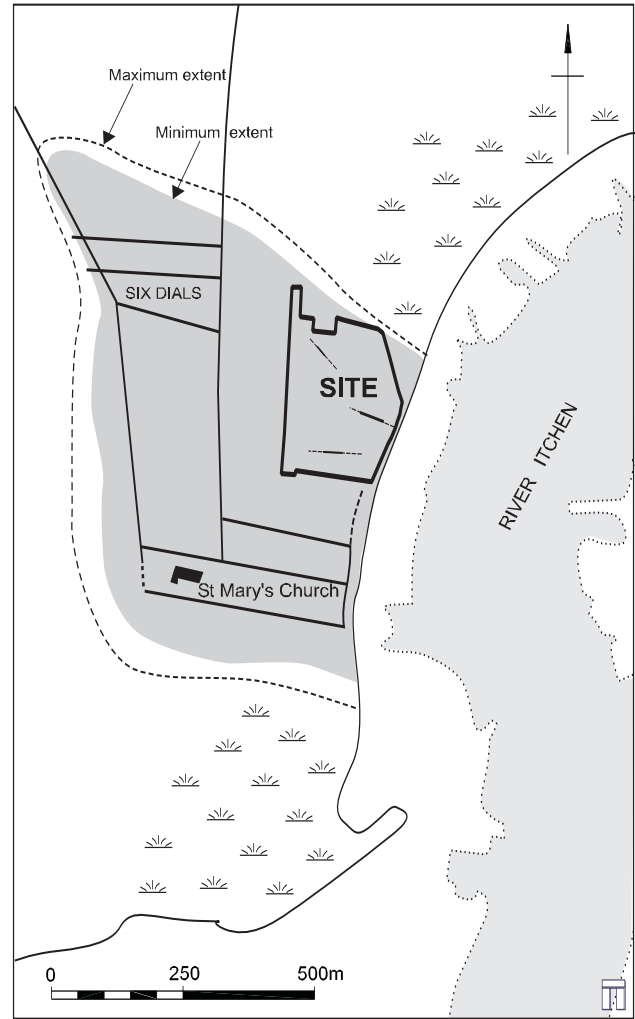 Maximum extent
Minimum extent
SIX DIALS
SITE
RIVER ITCHEN
St Mary's Church
0 250 500m